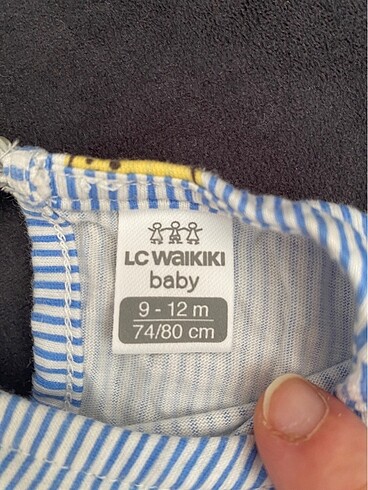 LC WAIKIKI
baby
9 - 12 m
74/80 cm